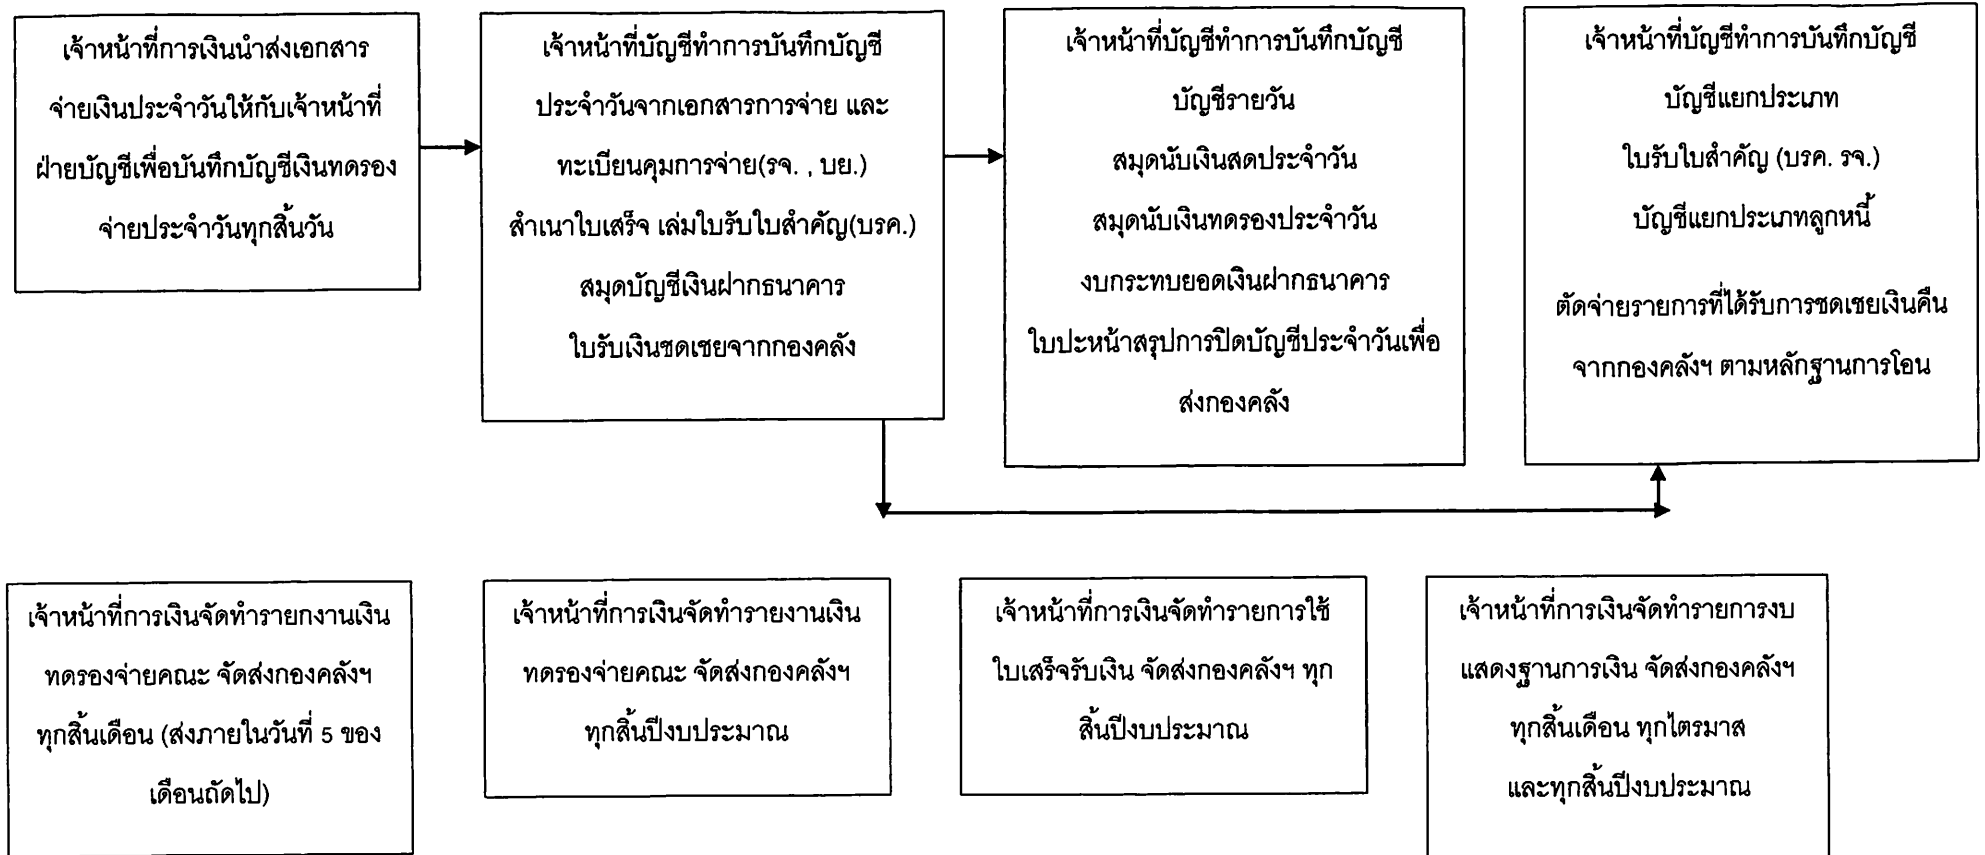 เจ้าหน้าที่การเงินนำส่งเอกสาร
จ่ายเงินประจำวันให้กับเจ้าหน้าที่
ฝ่ายบัญชีเพื่อบันทึกบัญชีเงินทดรอง
จ่ายประจำวันทุกสิ้นวัน
เจ้าหน้าที่บัญชีทำการบันทึกบัญชี
ประจำวันจากเอกสารการจ่าย และ
ทะเบียนคุมการจ่าย(รจ. , บย.)
สำเนาใบเสร็จ เล่มใบรับใบสำคัญ(บรค.)
สมุดบัญชีเงินฝากธนาคาร
ใบรับเงินชดเชยจากกองคลัง
เจ้าหน้าที่บัญชีทำการบันทึกบัญชี
บัญชีรายวัน
สมุดนับเงินสดประจำวัน
สมุดนับเงินทดรองประจำวัน
งบกระทบยอดเงินฝากธนาคาร
ใบปะหน้าสรุปการปิดบัญชีประจำวันเพื่อ
ส่งกองคลัง
เจ้าหน้าที่บัญชีทำการบันทึกบัญชี
บัญชีแยกประเภท
ใบรับใบสำคัญ (บรค. รจ.)
บัญชีแยกประเภทลูกหนี้
ตัดจ่ายรายการที่ได้รับการชดเชยเงินคืน
จากกองคลังฯ ตามหลักฐานการโอน
เจ้าหน้าที่การเงินจัดทำรายกงานเงิน
ทดรองจ่ายคณะ จัดส่งกองคลังฯ
ทุกสิ้นเดือน (ส่งภายในวันที่ 5 ของ
เดือนถัดไป)
เจ้าหน้าที่การเงินจัดทำรายงานเงิน
ทดรองจ่ายคณะ จัดส่งกองคลังฯ
ทุกสิ้นปีงบประมาณ
เจ้าหน้าที่การเงินจัดทำรายการใช้
ใบเสร็จรับเงิน จัดส่งกองคลังฯ ทุก
สิ้นปีงบประมาณ
เจ้าหน้าที่การเงินจัดทำรายการงบ
แสดงฐานการเงิน จัดส่งกองคลังฯ
ทุกสิ้นเดือน ทุกไตรมาส
และทุกสิ้นปีงบประมาณ